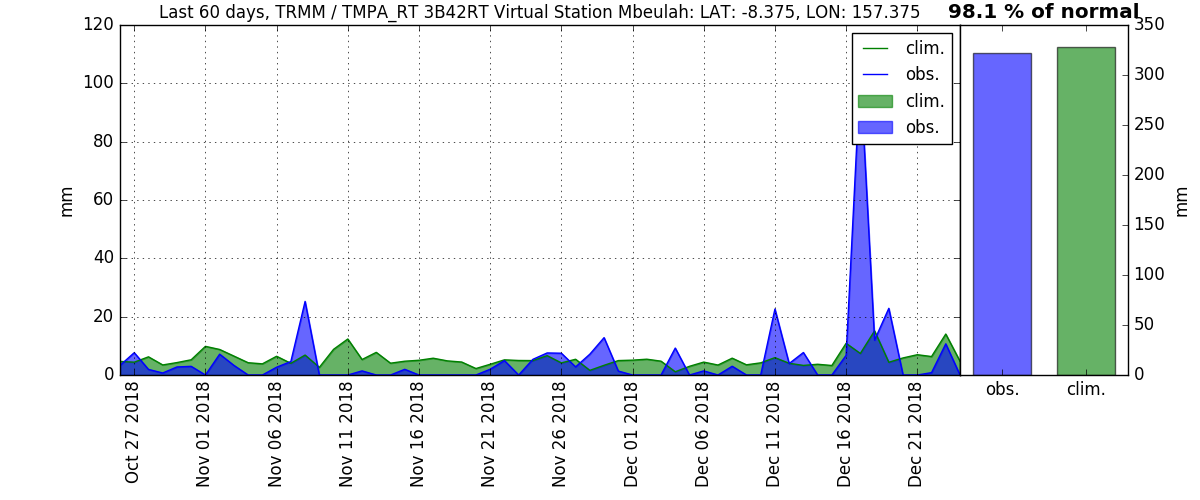 Last 60 days, TRMM / TMPA_RT 3B42RT Virtual Station Mbeulah: LAT: -8.375, LON: 157.375
98.1 % of normal
120
100
80
60
40
20
0
mm
clim.
obs.
clim.
obs.
Oct 27 2018
Nov 01 2018
Nov 06 2018
Nov 11 2018
Nov 16 2018
Nov 21 2018
Nov 26 2018
Dec 01 2018
Dec 06 2018
Dec 11 2018
Dec 16 2018
Dec 21 2018
350
300
250
200
150
100
50
0
mm
obs.
clim.